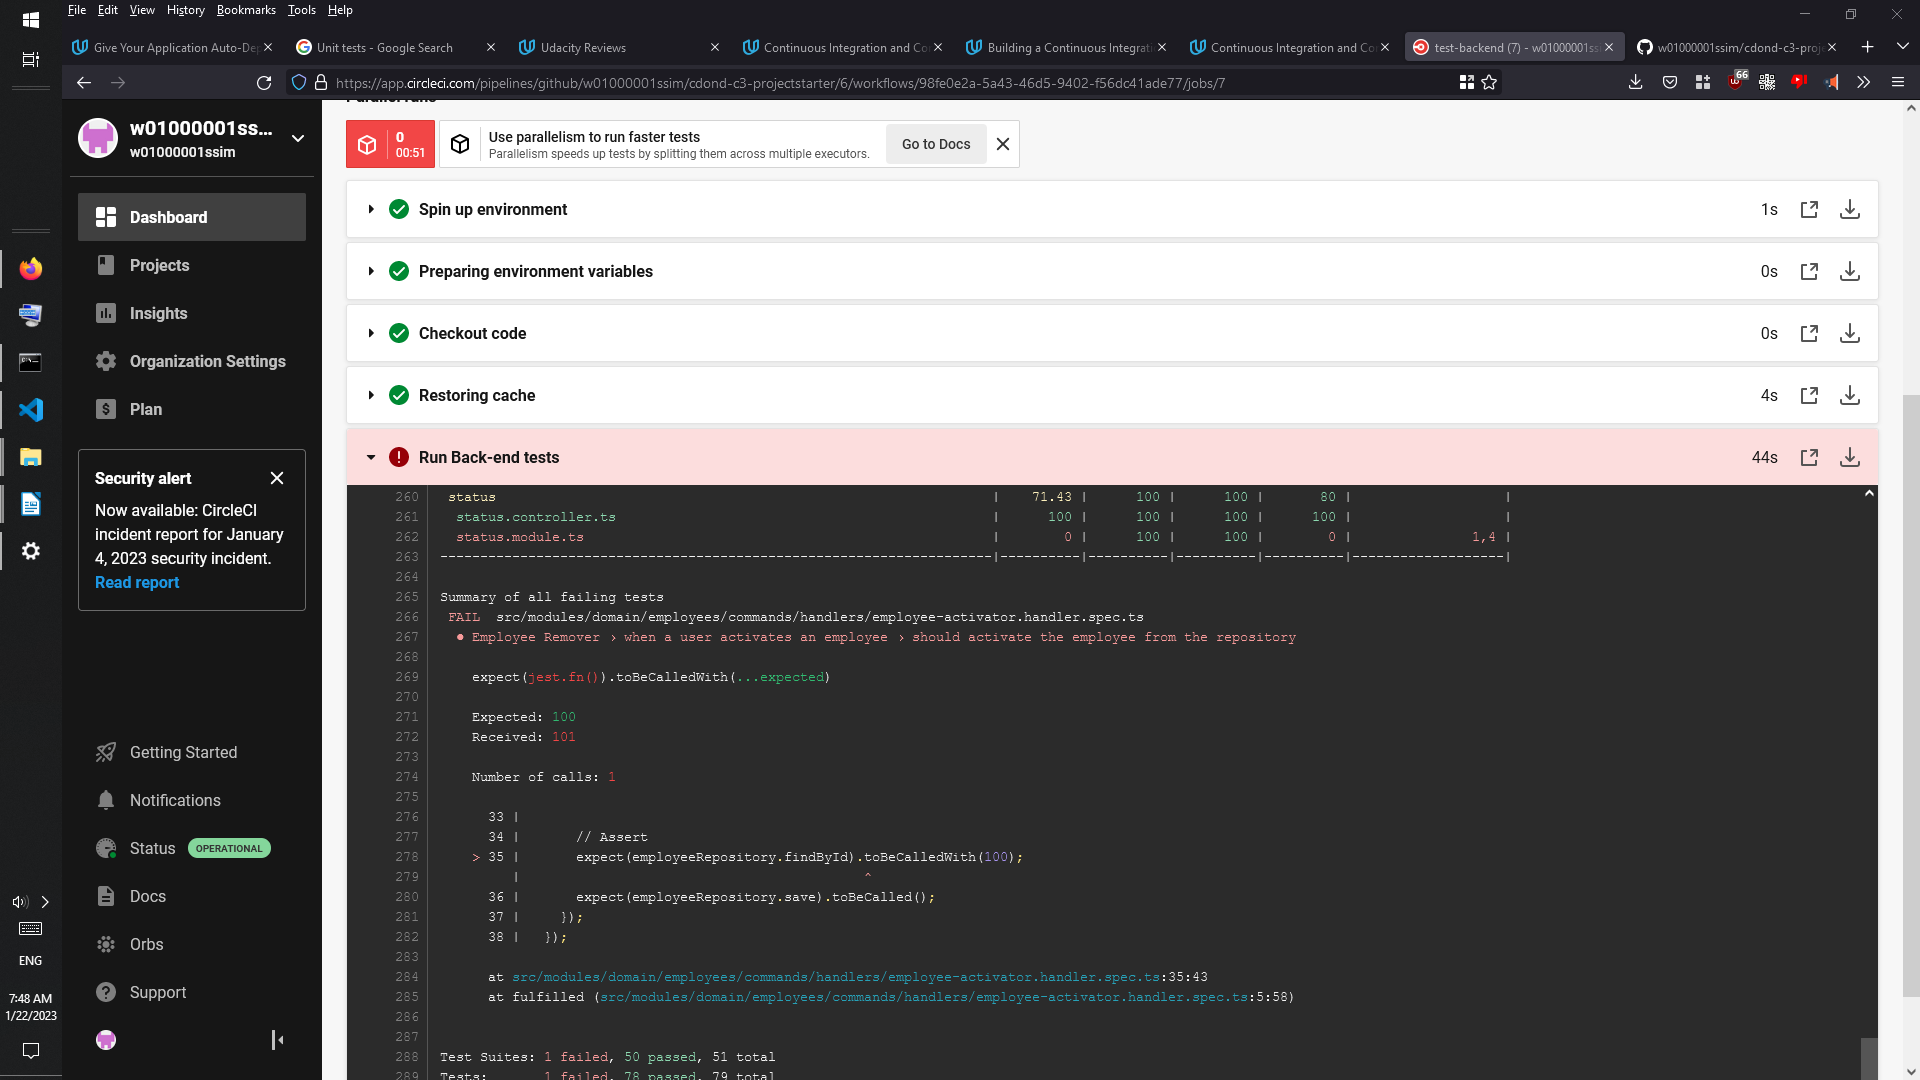 File Edit View History Bookmarks Tools Help
Give Your Application Auto-De
Unit tests - Google Search
Udacity Reviews
Continuous Integration and Co
Building a Continuous Integrati
Continuous Integration and Co
test-backend (7) - w01000001ss
w01000001ssim/cdond-c3-proj
https://app.circleci.com/pipelines/github/w01000001ssim/cdond-c3-projectstarter/6/workflows/98fe0e2a-5a43-46d5-9402-f56dc41ade77/jobs/7
66
w01000001ss...
w01000001ssim
Dashboard
Projects
Insights
Organization Settings
Plan
Security alert
Now available: CircleCI
incident report for January
4, 2023 security incident.
Read report
Getting Started
Notifications
Status OPERATIONAL
Docs
Orbs
Support
ENG
7:48 AM
1/22/2023
Parallel runs
0
00:51
Use parallelism to run faster tests
Parallelism speeds up tests by splitting them across multiple executors.
Go to Docs
Spin up environment 1s
Preparing environment variables 0s
Checkout code 0s
Restoring cache 4s
Run Back-end tests 44s
260 status | 71.43 | 100 | 100 | 80 | |
261 status.controller.ts | 100 | 100 | 100 | 100 | |
262 status.module.ts | 0 | 100 | 100 | 0 | 1,4 |
263 ---------------------------------------------------------------------|----------|----------|----------|----------|-------------------|
264
265 Summary of all failing tests
266 FAIL src/modules/domain/employees/commands/handlers/employee-activator.handler.spec.ts
267 ● Employee Remover › when a user activates an employee › should activate the employee from the repository
268
269 expect(jest.fn()).toBeCalledWith(...expected)
270
271 Expected: 100
272 Received: 101
273
274 Number of calls: 1
275
276 33 |
277 34 | // Assert
278 > 35 | expect(employeeRepository.findById).toBeCalledWith(100);
279 | ^
280 36 | expect(employeeRepository.save).toBeCalled();
281 37 | });
282 38 | });
283
284 at src/modules/domain/employees/commands/handlers/employee-activator.handler.spec.ts:35:43
285 at fulfilled (src/modules/domain/employees/commands/handlers/employee-activator.handler.spec.ts:5:58)
286
287
288 Test Suites: 1 failed, 50 passed, 51 total
289 Tests: 1 failed, 78 passed, 79 total